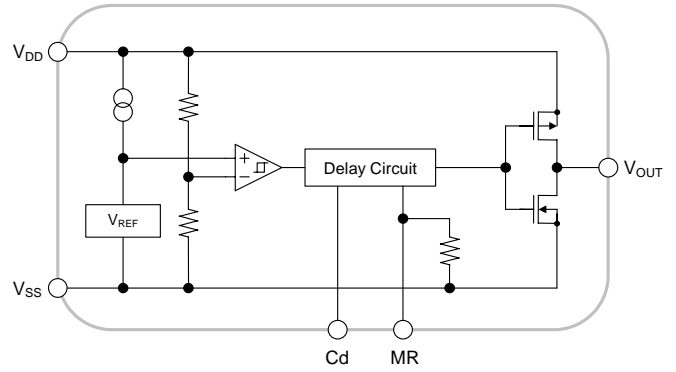 VDD
+
−
Delay Circuit
VOUT
VREF
VSS
Cd
MR